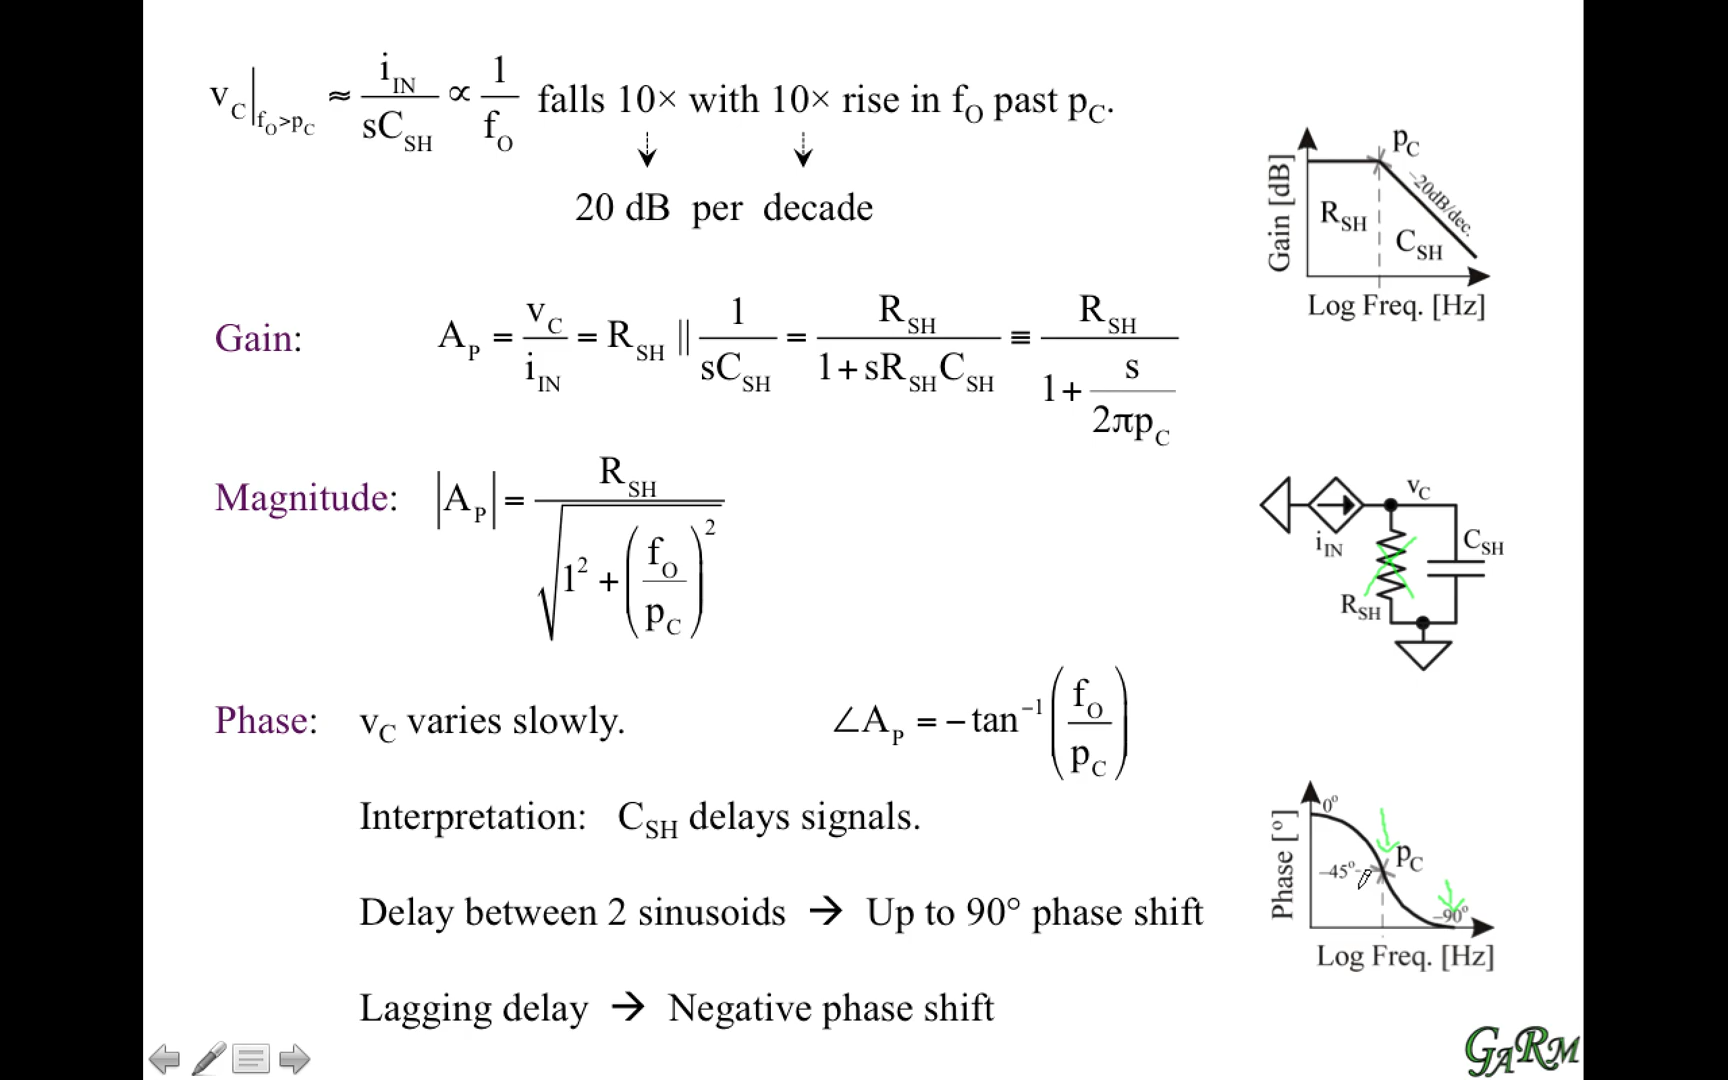 v_C|_{f_O>p_C} ≈ i_IN / sC_SH ∝ 1 / f_O falls 10× with 10× rise in f_O past p_C.
20 dB per decade
Gain: A_P = v_C / i_IN = R_SH || 1 / sC_SH = R_SH / (1 + sR_SH C_SH) ≡ R_SH / (1 + s / 2πp_C)
Magnitude: |A_P| = R_SH / √(1² + (f_O / p_C)²)
Phase: v_C varies slowly. ∠A_P = −tan⁻¹(f_O / p_C)
Interpretation: C_SH delays signals.
Delay between 2 sinusoids → Up to 90° phase shift
Lagging delay → Negative phase shift
Gain [dB]
p_C
−20dB/dec.
R_SH
C_SH
Log Freq. [Hz]
v_C
i_IN
C_SH
R_SH
Phase [°]
0°
p_C
−45°
−90°
Log Freq. [Hz]
GARM